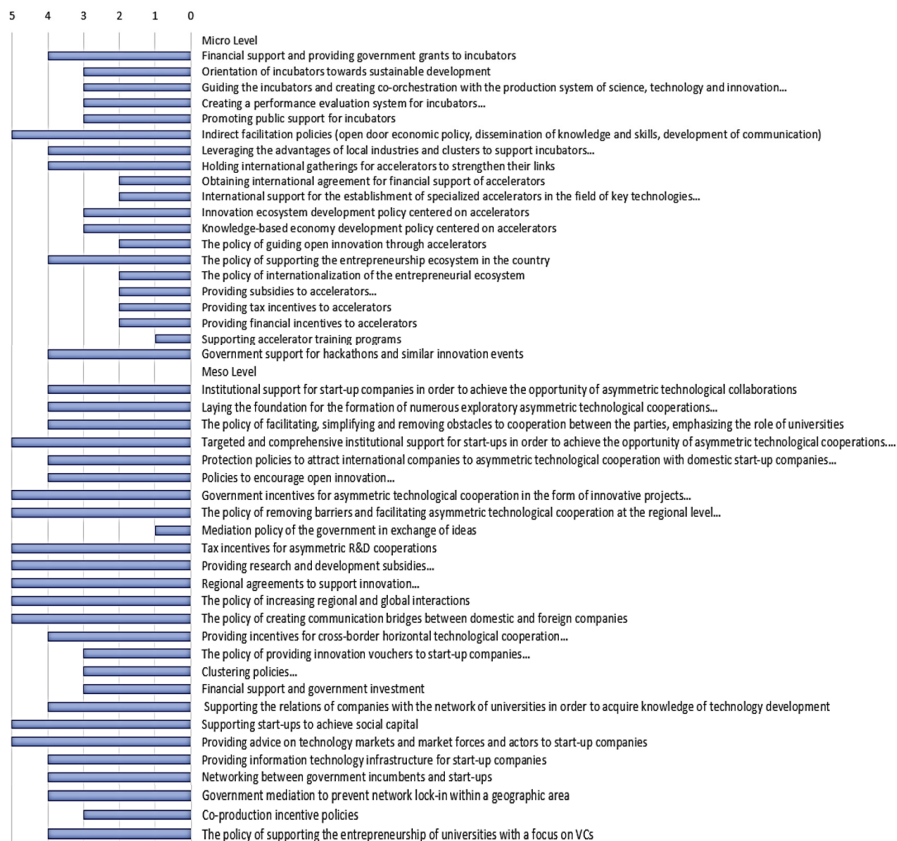 5 4 3 2 1 0
Micro Level
Financial support and providing government grants to incubators
Orientation of incubators towards sustainable development
Guiding the incubators and creating co-orchestration with the production system of science, technology and innovation...
Creating a performance evaluation system for incubators...
Promoting public support for incubators
Indirect facilitation policies (open door economic policy, dissemination of knowledge and skills, development of communication)
Leveraging the advantages of local industries and clusters to support incubators...
Holding international gatherings for accelerators to strengthen their links
Obtaining international agreement for financial support of accelerators
International support for the establishment of specialized accelerators in the field of key technologies...
Innovation ecosystem development policy centered on accelerators
Knowledge-based economy development policy centered on accelerators
The policy of guiding open innovation through accelerators
The policy of supporting the entrepreneurship ecosystem in the country
The policy of internationalization of the entrepreneurial ecosystem
Providing subsidies to accelerators...
Providing tax incentives to accelerators
Providing financial incentives to accelerators
Supporting accelerator training programs
Government support for hackathons and similar innovation events
Meso Level
Institutional support for start-up companies in order to achieve the opportunity of asymmetric technological collaborations
Laying the foundation for the formation of numerous exploratory asymmetric technological cooperations...
The policy of facilitating, simplifying and removing obstacles to cooperation between the parties, emphasizing the role of universities
Targeted and comprehensive institutional support for start-ups in order to achieve the opportunity of asymmetric technological cooperations....
Protection policies to attract international companies to asymmetric technological cooperation with domestic start-up companies...
Policies to encourage open innovation...
Government incentives for asymmetric technological cooperation in the form of innovative projects...
The policy of removing barriers and facilitating asymmetric technological cooperation at the regional level...
Mediation policy of the government in exchange of ideas
Tax incentives for asymmetric R&D cooperations
Providing research and development subsidies...
Regional agreements to support innovation...
The policy of increasing regional and global interactions
The policy of creating communication bridges between domestic and foreign companies
Providing incentives for cross-border horizontal technological cooperation...
The policy of providing innovation vouchers to start-up companies...
Clustering policies...
Financial support and government investment
Supporting the relations of companies with the network of universities in order to acquire knowledge of technology development
Supporting start-ups to achieve social capital
Providing advice on technology markets and market forces and actors to start-up companies
Providing information technology infrastructure for start-up companies
Networking between government incumbents and start-ups
Government mediation to prevent network lock-in within a geographic area
Co-production incentive policies
The policy of supporting the entrepreneurship of universities with a focus on VCs